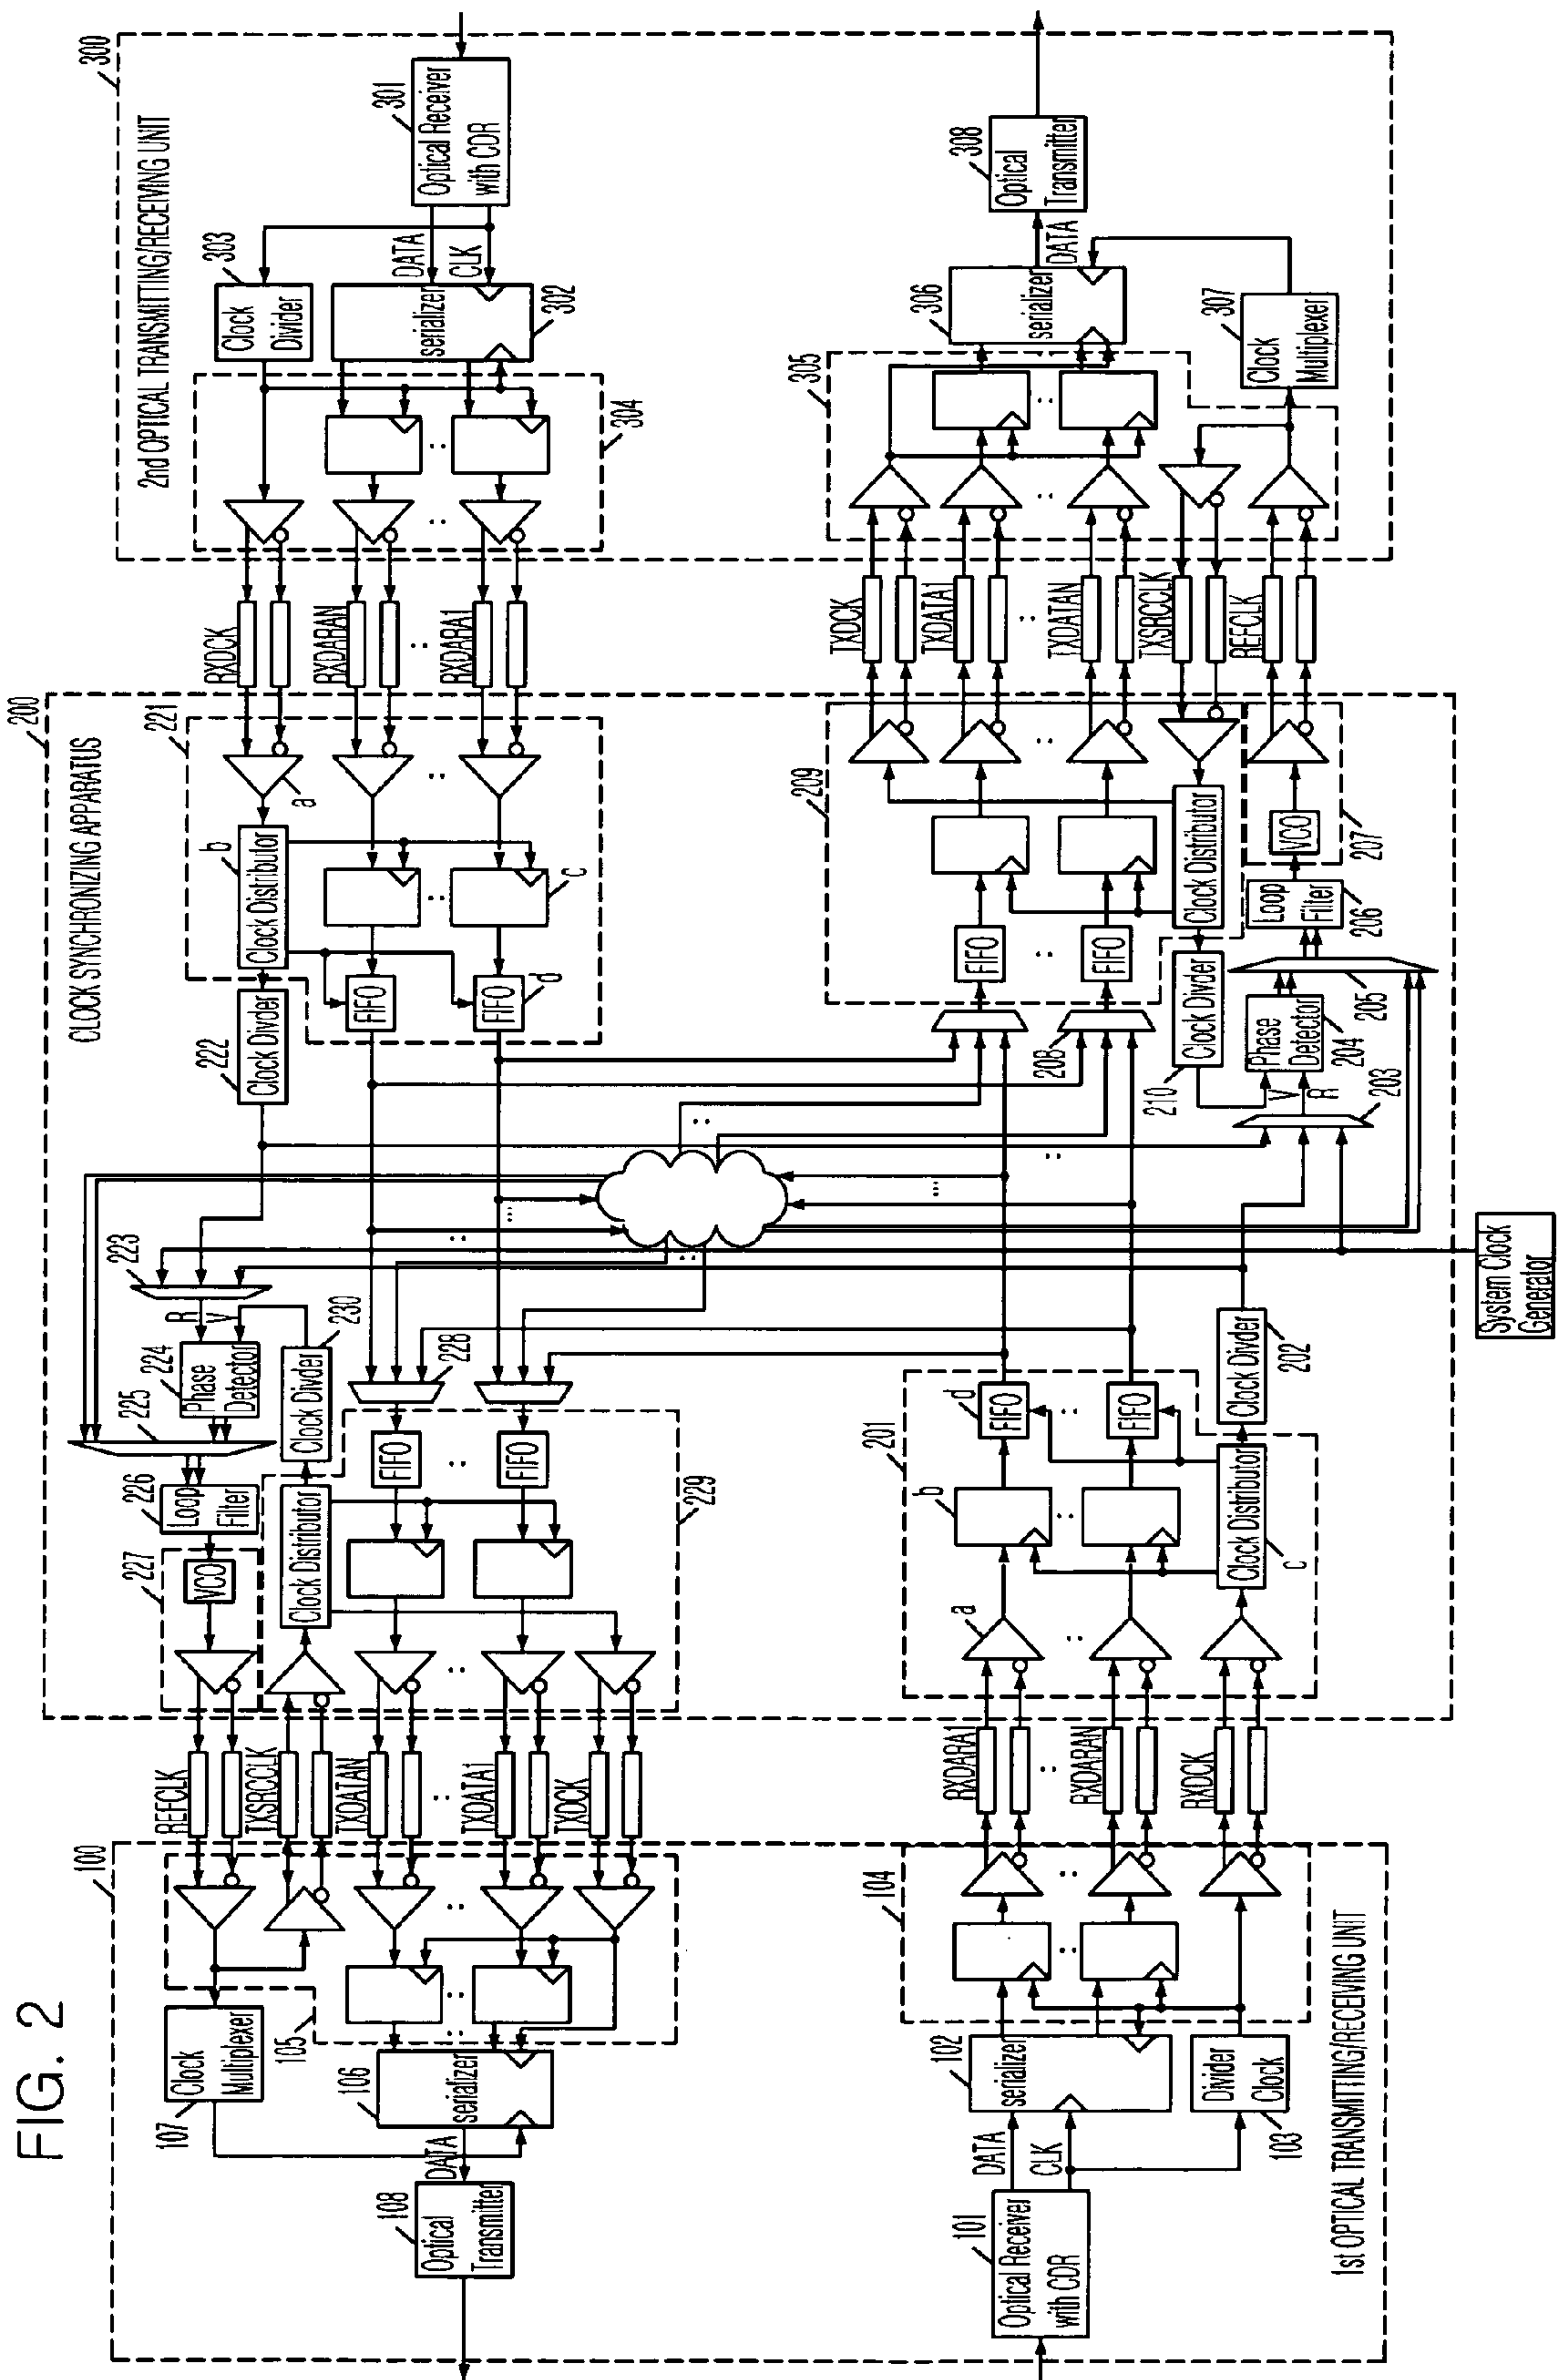 FIG. 2
300
2nd OPTICAL TRANSMITTING/RECEIVING UNIT
301
Optical Receiver
with CDR
DATA
CLK
303
Clock
Divider
serializer
302
304
RXDCK
RXDARAN
RXDARA1
308
Optical
Transmitter
DATA
306
serializer
307
Clock
Multiplexer
305
TXDCK
TXDATA1
TXDATAN
TXSRCCLK
REFCLK
200
CLOCK SYNCHRONIZING APPARATUS
221
a
b
Clock Distributor
c
FIFO
FIFO
d
222
Clock Divder
209
FIFO
FIFO
Clock Distributor
VCO
207
Loop
Filter
206
205
208
210
Clock Divder
Phase
Detector
204
V
R
203
223
R
V
224
Phase
Detector
225
230
Clock Divder
228
226
Loop
Filter
227
VCO
Clock Distributor
FIFO
FIFO
229
201
a
b
d
FIFO
FIFO
Clock Distributor
c
Clock Divder
202
System Clock
Generator
REFCLK
TXSRCCLK
TXDATAN
TXDATA1
TXDCK
RXDARA1
RXDARAN
RXDCK
100
Clock
Multiplexer
107
105
106
serializer
DATA
108
Optical
Transmitter
104
102
serializer
Divider
Clock
103
DATA
CLK
101
Optical Receiver
with CDR
1st OPTICAL TRANSMITTING/RECEIVING UNIT